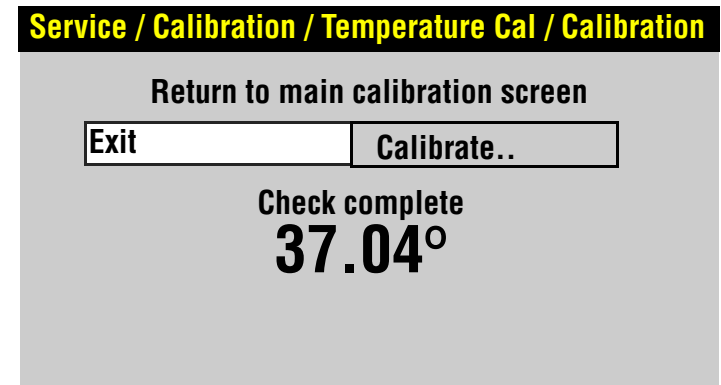 Service / Calibration / Temperature Cal / Calibration
Return to main calibration screen
Exit Calibrate..
Check complete
37.04°